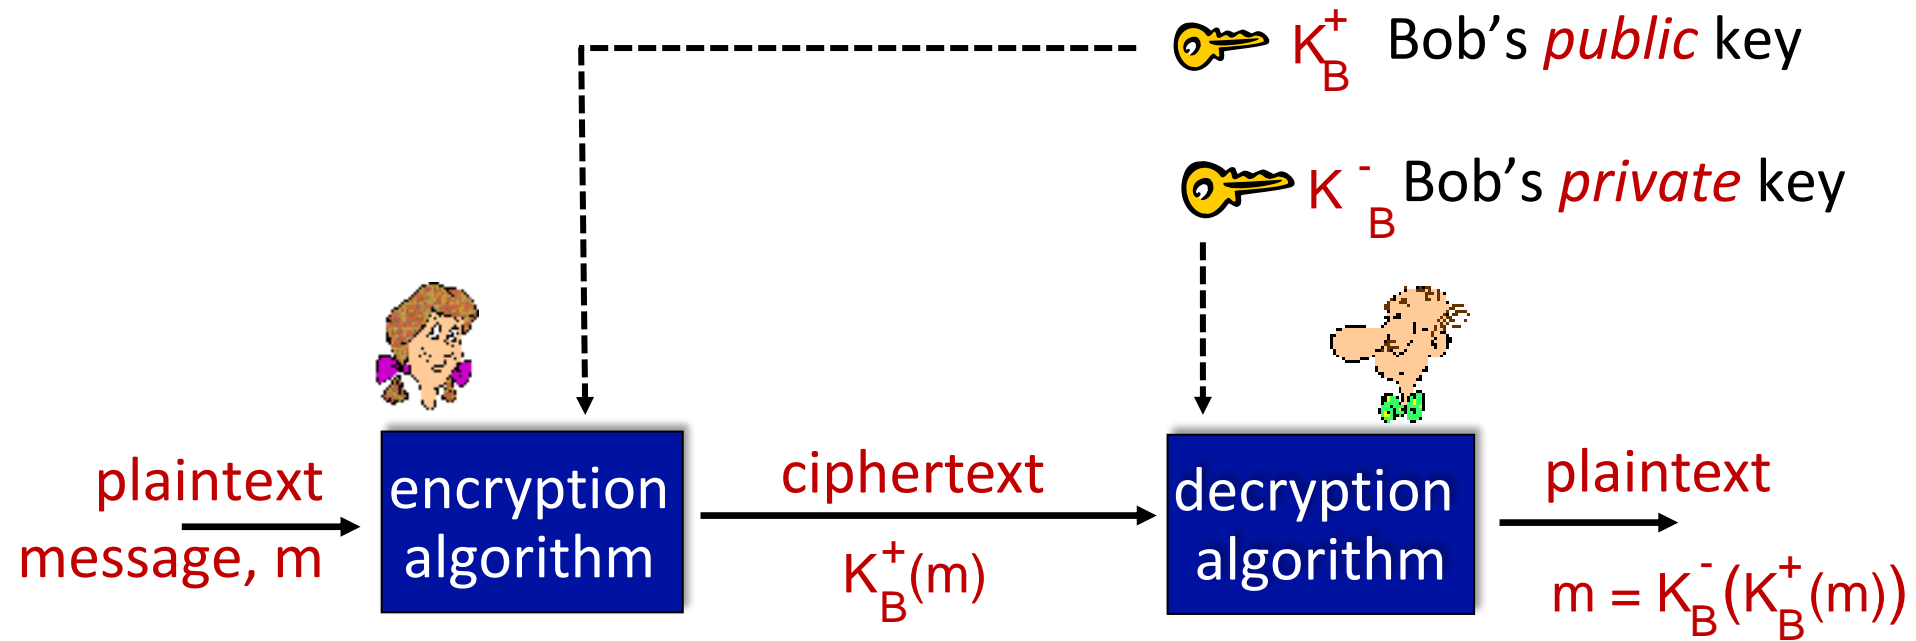 K⁺B Bob’s public key
K⁻B Bob’s private key
plaintext
message, m
encryption
algorithm
ciphertext
K⁺B(m)
decryption
algorithm
plaintext
m = K⁻B(K⁺B(m))